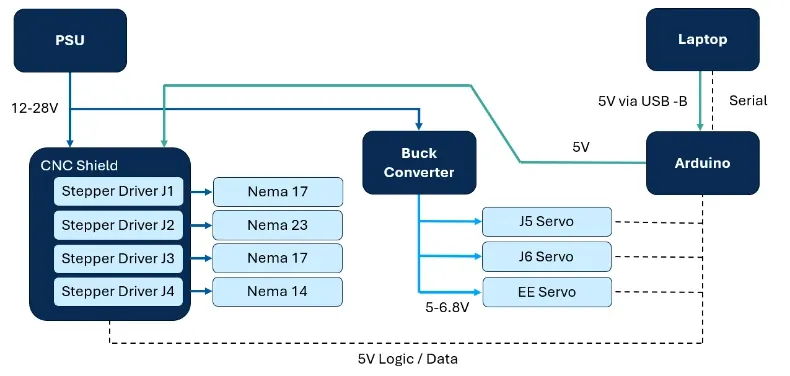 PSU
Laptop
12-28V
5V via USB -B
Serial
CNC Shield
Buck
Converter
5V
Arduino
Stepper Driver J1
Nema 17
Stepper Driver J2
Nema 23
J5 Servo
Stepper Driver J3
Nema 17
J6 Servo
Stepper Driver J4
Nema 14
EE Servo
5-6.8V
5V Logic / Data